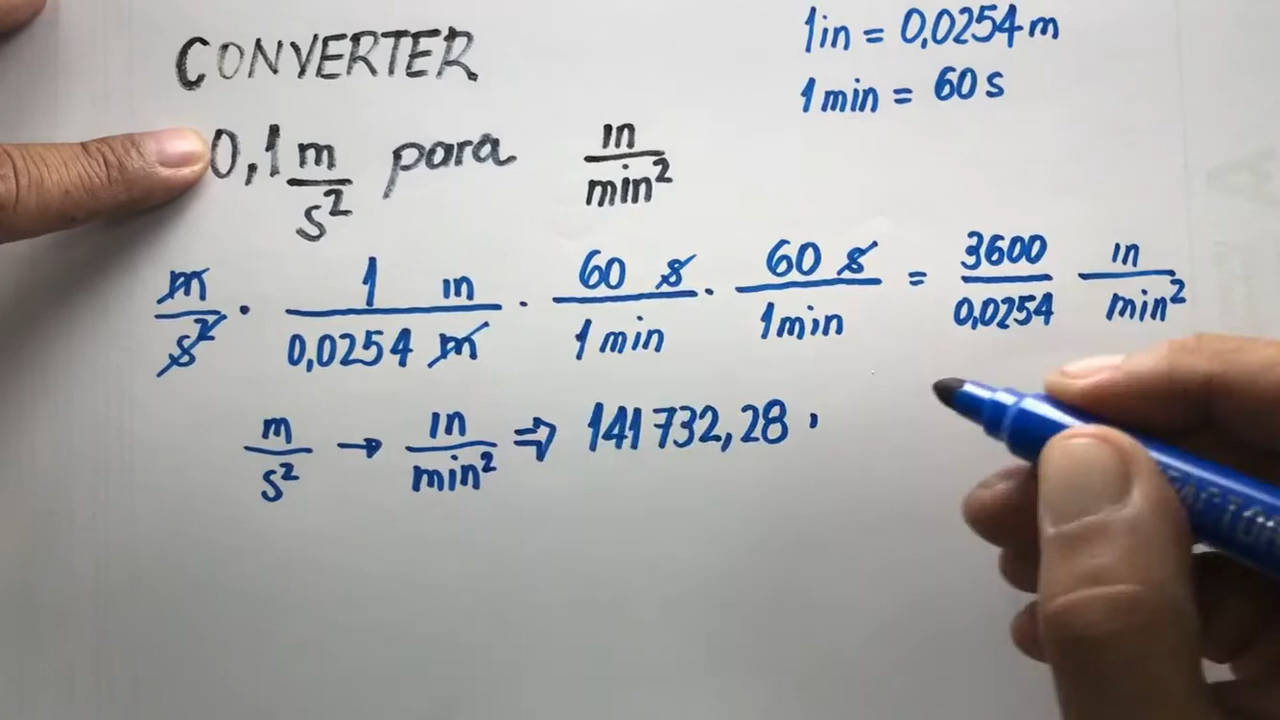 CONVERTER
1in = 0,0254 m
1 min = 60 s
0,1 m/s² para in/min²
m/s² · 1 in/0,0254 m · 60 s/1 min · 60 s/1 min = 3600/0,0254 in/min²
m/s² → in/min² ⇒ 141732,28 ·